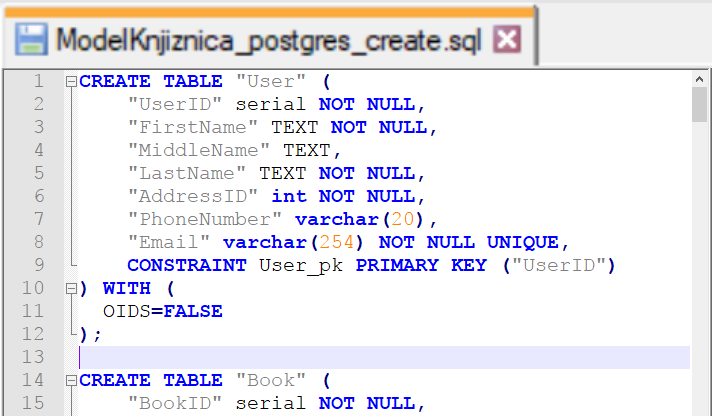 ModelKnjiznica_postgres_create.sql
1 CREATE TABLE "User" (
2 "UserID" serial NOT NULL,
3 "FirstName" TEXT NOT NULL,
4 "MiddleName" TEXT,
5 "LastName" TEXT NOT NULL,
6 "AddressID" int NOT NULL,
7 "PhoneNumber" varchar(20),
8 "Email" varchar(254) NOT NULL UNIQUE,
9 CONSTRAINT User_pk PRIMARY KEY ("UserID")
10 ) WITH (
11 OIDS=FALSE
12 );
13
14 CREATE TABLE "Book" (
15 "BookID" serial NOT NULL,